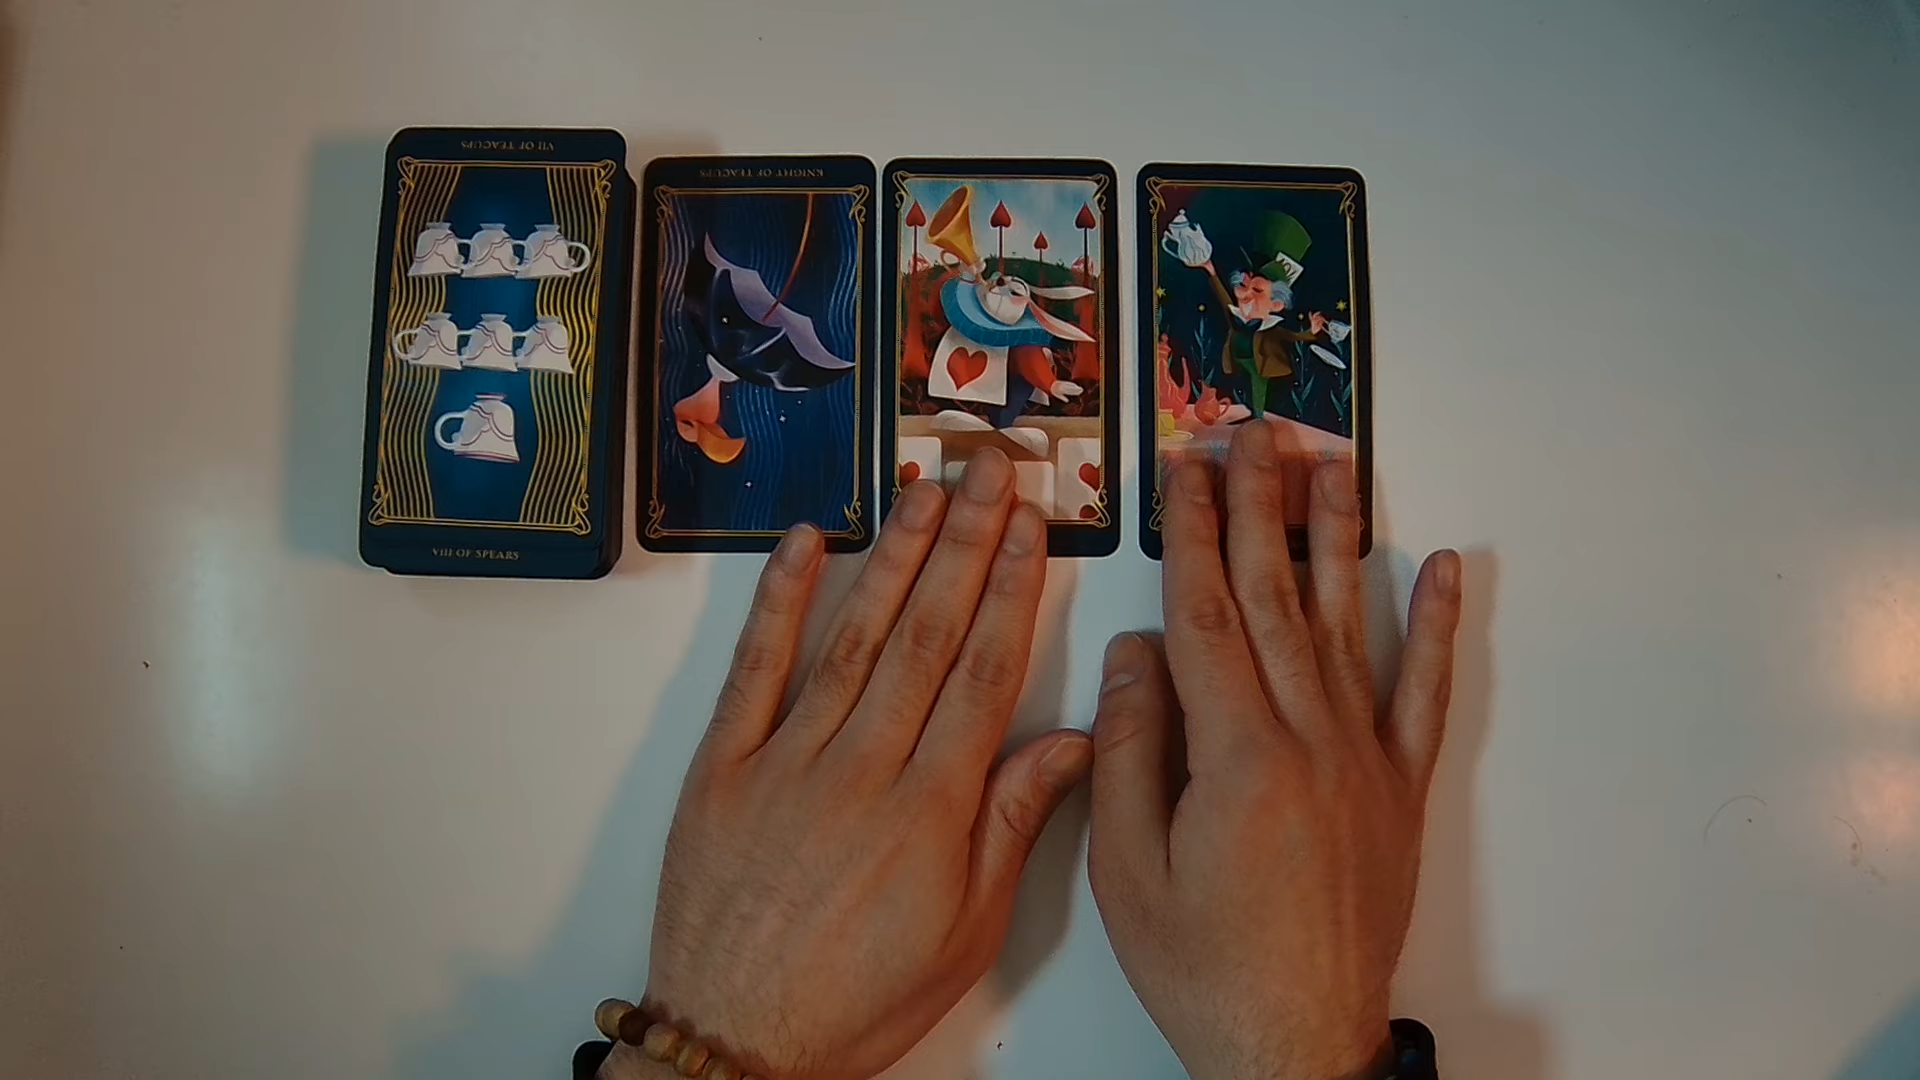 VII OF TEACUPS
VIII OF SPEARS
KNIGHT OF TEACUPS